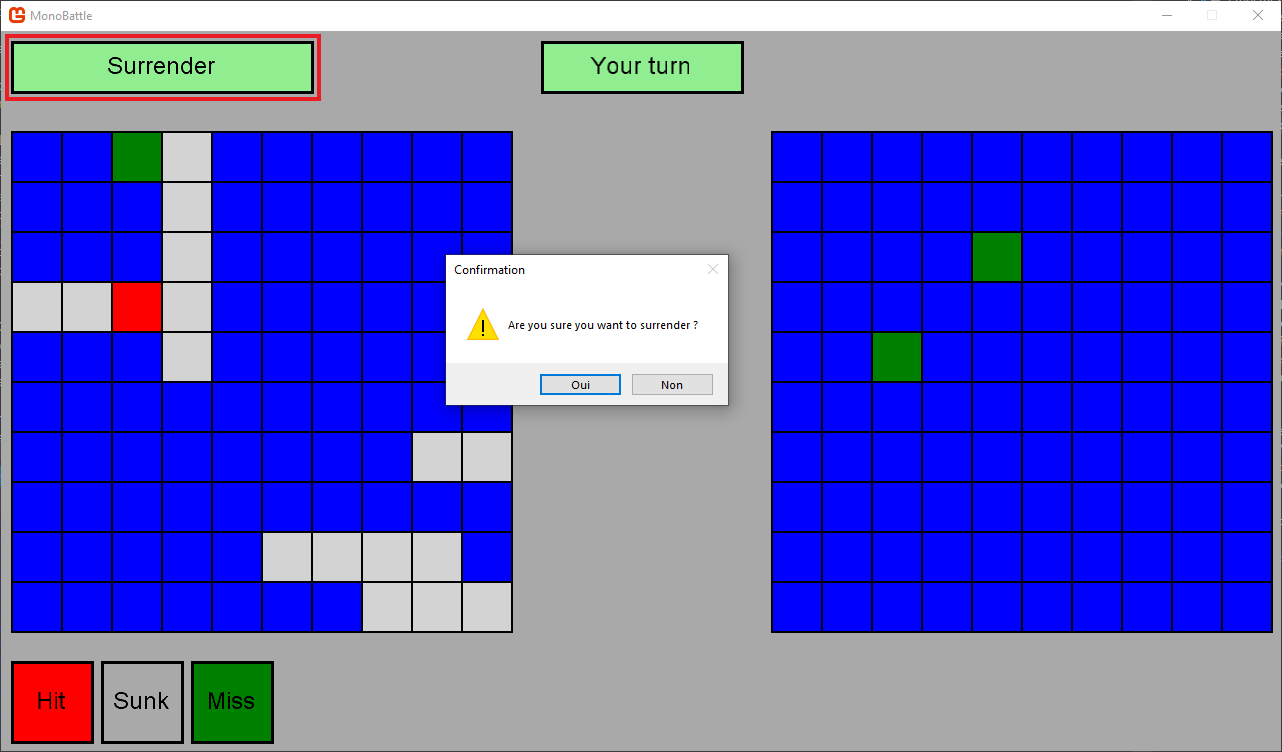 MonoBattle
Surrender
Your turn
Confirmation
Are you sure you want to surrender ?
Oui
Non
Hit
Sunk
Miss